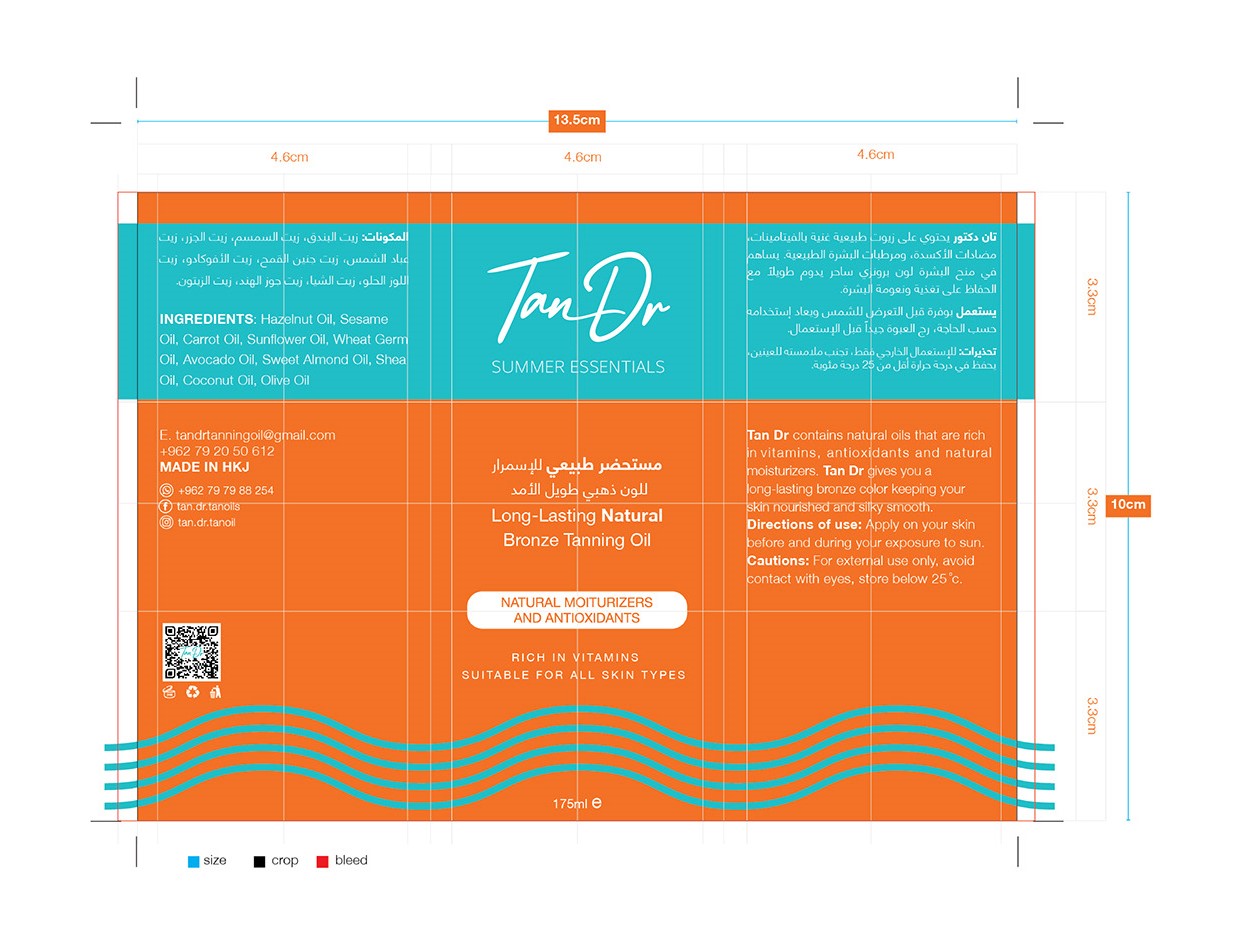 13.5cm
4.6cm
4.6cm
4.6cm
المكونات: زيت البندق، زيت السمسم، زيت الجزر، زيت
عباد الشمس، زيت جنين القمح، زيت الأفوكادو، زيت
اللوز الحلو، زيت الشيا، زيت جوز الهند، زيت الزيتون.
INGREDIENTS: Hazelnut Oil, Sesame
Oil, Carrot Oil, Sunflower Oil, Wheat Germ
Oil, Avocado Oil, Sweet Almond Oil, Shea
Oil, Coconut Oil, Olive Oil
E. tandrtanningoil@gmail.com
+962 79 20 50 612
MADE IN HKJ
+962 79 79 88 254
tan.dr.tanoils
tan.dr.tanoil
Tan Dr
SUMMER ESSENTIALS
مستحضر طبيعي للإسمرار
للون ذهبي طويل الأمد
Long-Lasting Natural
Bronze Tanning Oil
NATURAL MOITURIZERS
AND ANTIOXIDANTS
RICH IN VITAMINS
SUITABLE FOR ALL SKIN TYPES
175ml e
تان دكتور يحتوي على زيوت طبيعية غنية بالفيتامينات،
مضادات الأكسدة، ومرطبات البشرة الطبيعية. يساهم
في منح البشرة لون برونزي ساحر يدوم طويلاً مع
الحفاظ على تغذية ونعومة البشرة.
يستعمل بوفرة قبل التعرض للشمس ويعاد إستخدامه
حسب الحاجة، رج العبوة جيداً قبل الإستعمال.
تحذيرات: للإستعمال الخارجي فقط، تجنب ملامسته للعينين،
يحفظ في درجة حرارة أقل من 25 درجة مئوية.
Tan Dr contains natural oils that are rich
in vitamins, antioxidants and natural
moisturizers. Tan Dr gives you a
long-lasting bronze color keeping your
skin nourished and silky smooth.
Directions of use: Apply on your skin
before and during your exposure to sun.
Cautions: For external use only, avoid
contact with eyes, store below 25°c.
3.3cm
3.3cm
3.3cm
10cm
size
crop
bleed